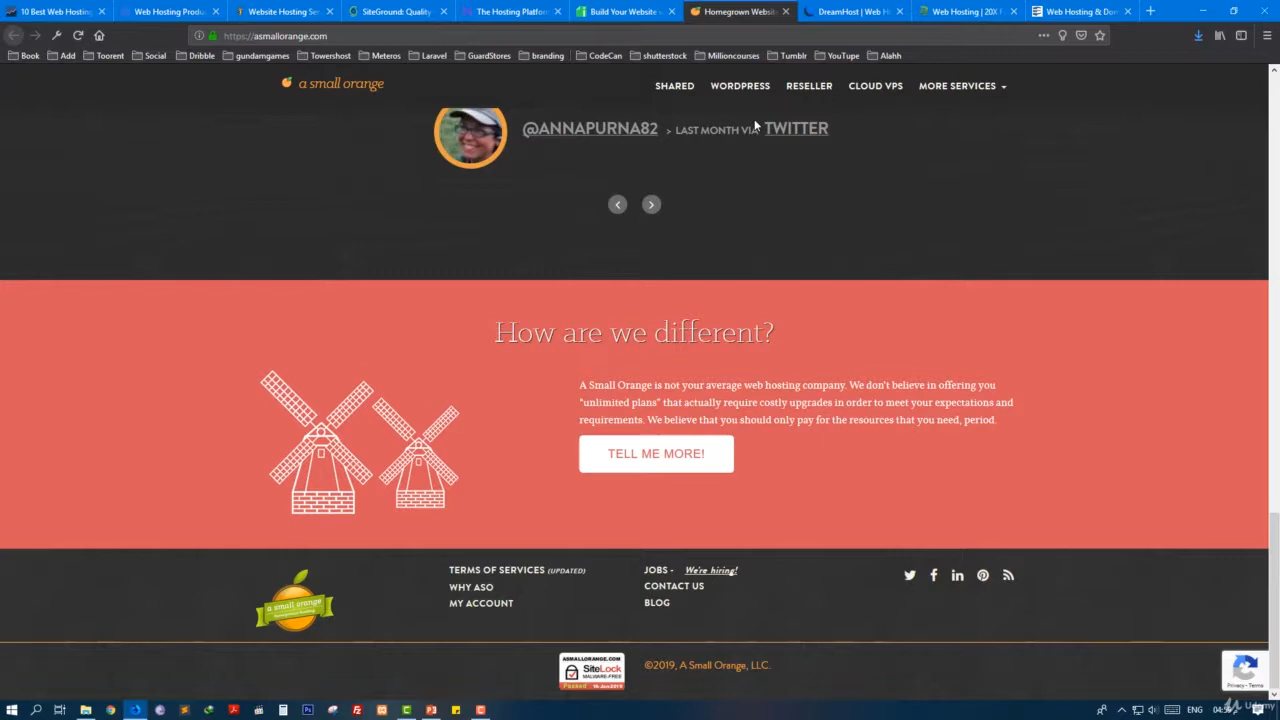 10 Best Web Hosting
Web Hosting Produ
Website Hosting Ser
SiteGround: Quality
The Hosting Platfor
Build Your Website
Homegrown Websit
DreamHost | Web H
Web Hosting | 20X F
Web Hosting & Do
https://asmallorange.com
Book
Add
Toorent
Social
Dribble
gundamgames
Towershost
Meteros
Laravel
GuardStores
branding
CodeCan
shutterstock
Millioncourses
Tumblr
YouTube
Alahh
a small orange
SHARED
WORDPRESS
RESELLER
CLOUD VPS
MORE SERVICES
@ANNAPURNA82 > LAST MONTH VIA TWITTER
How are we different?
A Small Orange is not your average web hosting company. We don't believe in offering you
"unlimited plans" that actually require costly upgrades in order to meet your expectations and
requirements. We believe that you should only pay for the resources that you need, period.
TELL ME MORE!
TERMS OF SERVICES (UPDATED)
WHY ASO
MY ACCOUNT
JOBS - We're hiring!
CONTACT US
BLOG
a small orange
ASMALLORANGE.COM
SiteLock
MALWARE-FREE
Passed
©2019, A Small Orange, LLC.
Privacy - Terms
ENG
Udemy